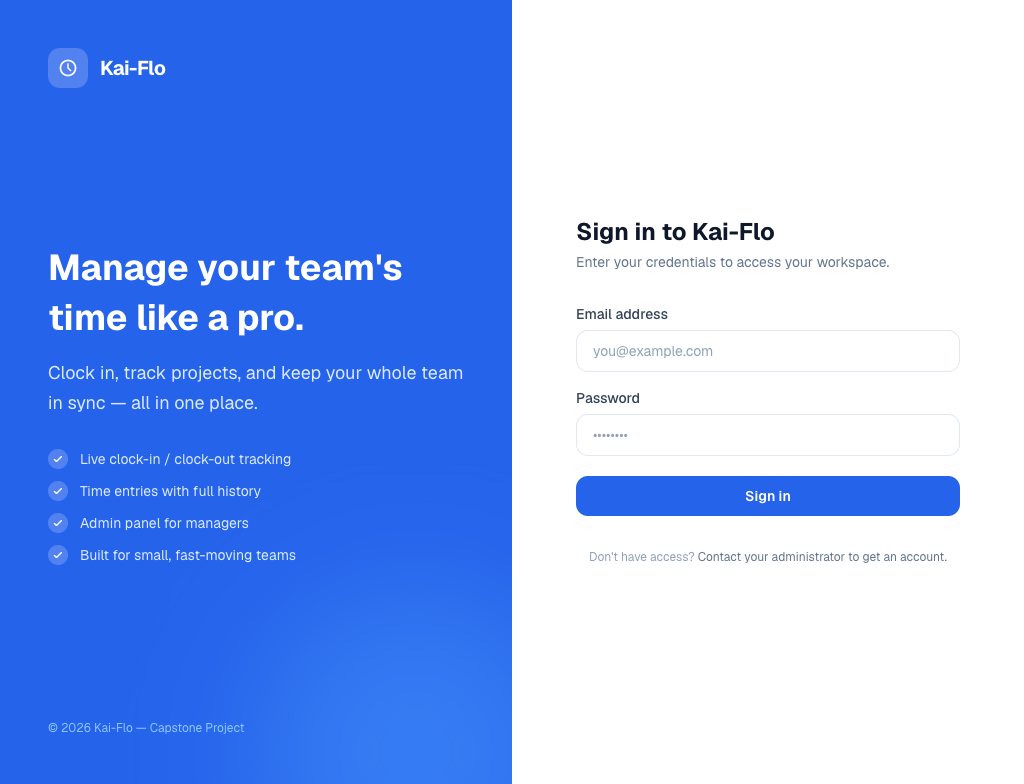 Kai-Flo
Manage your team's
time like a pro.
Clock in, track projects, and keep your whole team
in sync — all in one place.
Live clock-in / clock-out tracking
Time entries with full history
Admin panel for managers
Built for small, fast-moving teams
© 2026 Kai-Flo — Capstone Project
Sign in to Kai-Flo
Enter your credentials to access your workspace.
Email address
you@example.com
Password
••••••••
Sign in
Don't have access? Contact your administrator to get an account.